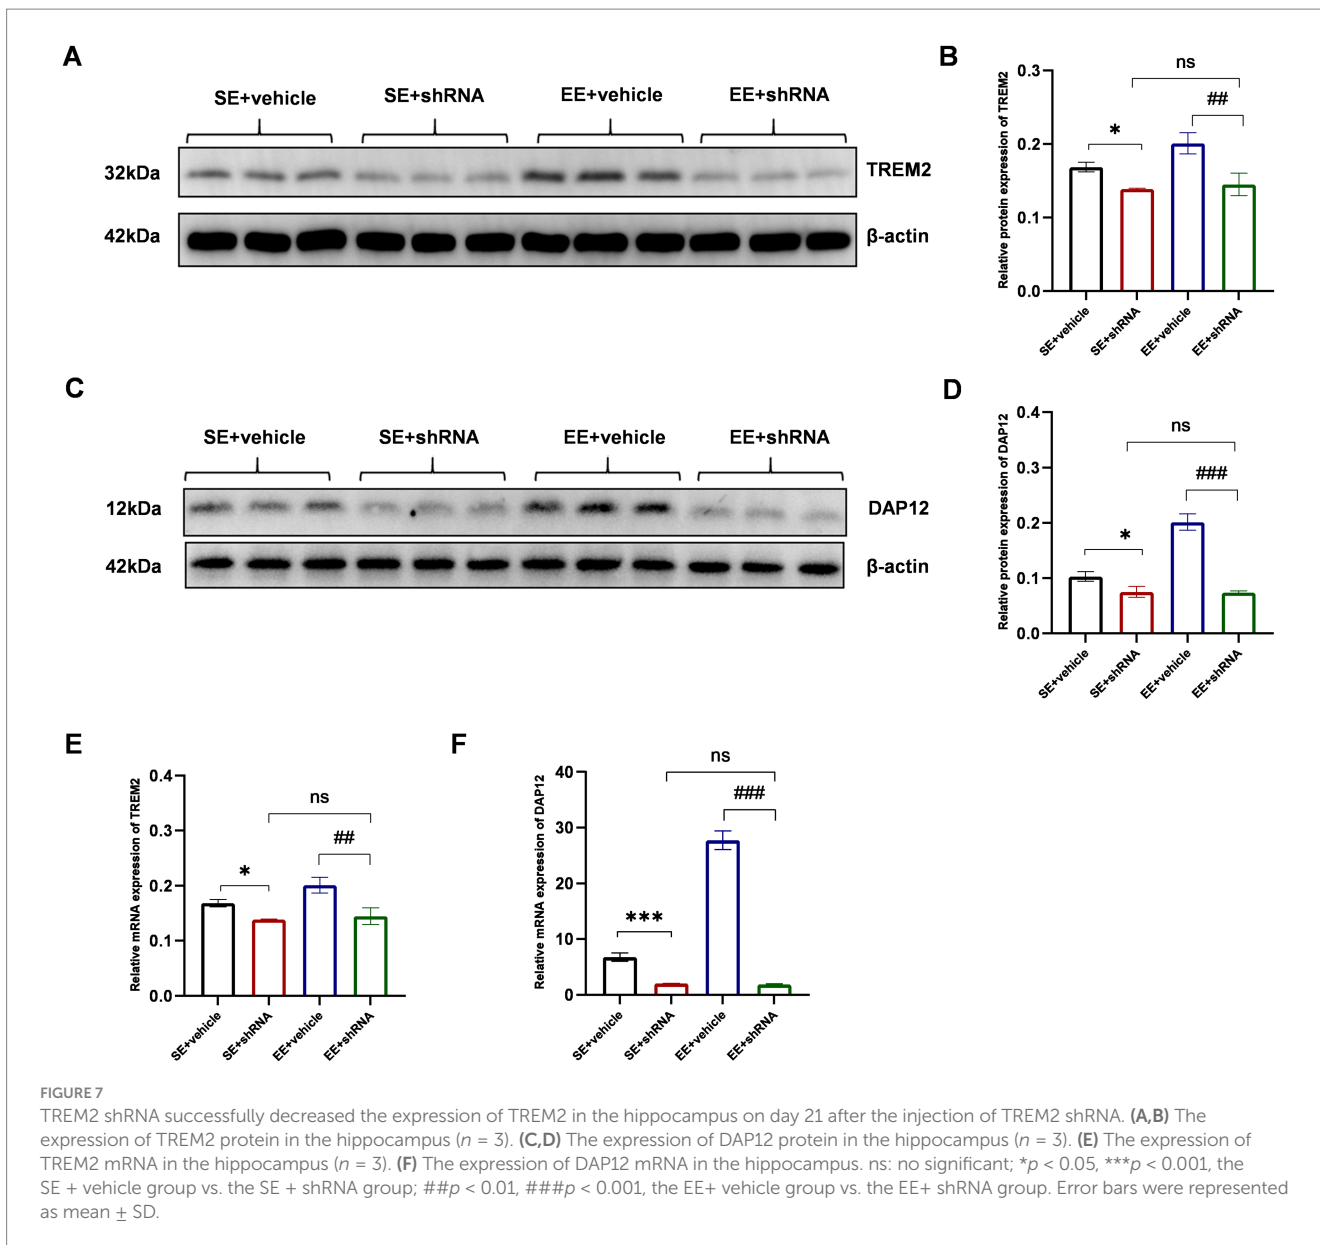 A
SE+vehicle SE+shRNA EE+vehicle EE+shRNA
32kDa TREM2
42kDa β-actin
B
Relative protein expression of TREM2
0.3
0.2
0.1
0.0
ns
##
*
SE+vehicle SE+shRNA EE+vehicle EE+shRNA
C
SE+vehicle SE+shRNA EE+vehicle EE+shRNA
12kDa DAP12
42kDa β-actin
D
Relative protein expression of DAP12
0.4
0.3
0.2
0.1
0.0
ns
###
*
SE+vehicle SE+shRNA EE+vehicle EE+shRNA
E
Relative mRNA expression of TREM2
0.4
0.3
0.2
0.1
0.0
ns
##
*
SE+vehicle SE+shRNA EE+vehicle EE+shRNA
F
Relative mRNA expression of DAP12
40
30
20
10
0
ns
###
***
SE+vehicle SE+shRNA EE+vehicle EE+shRNA
FIGURE 7
TREM2 shRNA successfully decreased the expression of TREM2 in the hippocampus on day 21 after the injection of TREM2 shRNA. (A,B) The
expression of TREM2 protein in the hippocampus (n = 3). (C,D) The expression of DAP12 protein in the hippocampus (n = 3). (E) The expression of
TREM2 mRNA in the hippocampus (n = 3). (F) The expression of DAP12 mRNA in the hippocampus. ns: no significant; *p < 0.05, ***p < 0.001, the
SE + vehicle group vs. the SE + shRNA group; ##p < 0.01, ###p < 0.001, the EE+ vehicle group vs. the EE+ shRNA group. Error bars were represented
as mean ± SD.